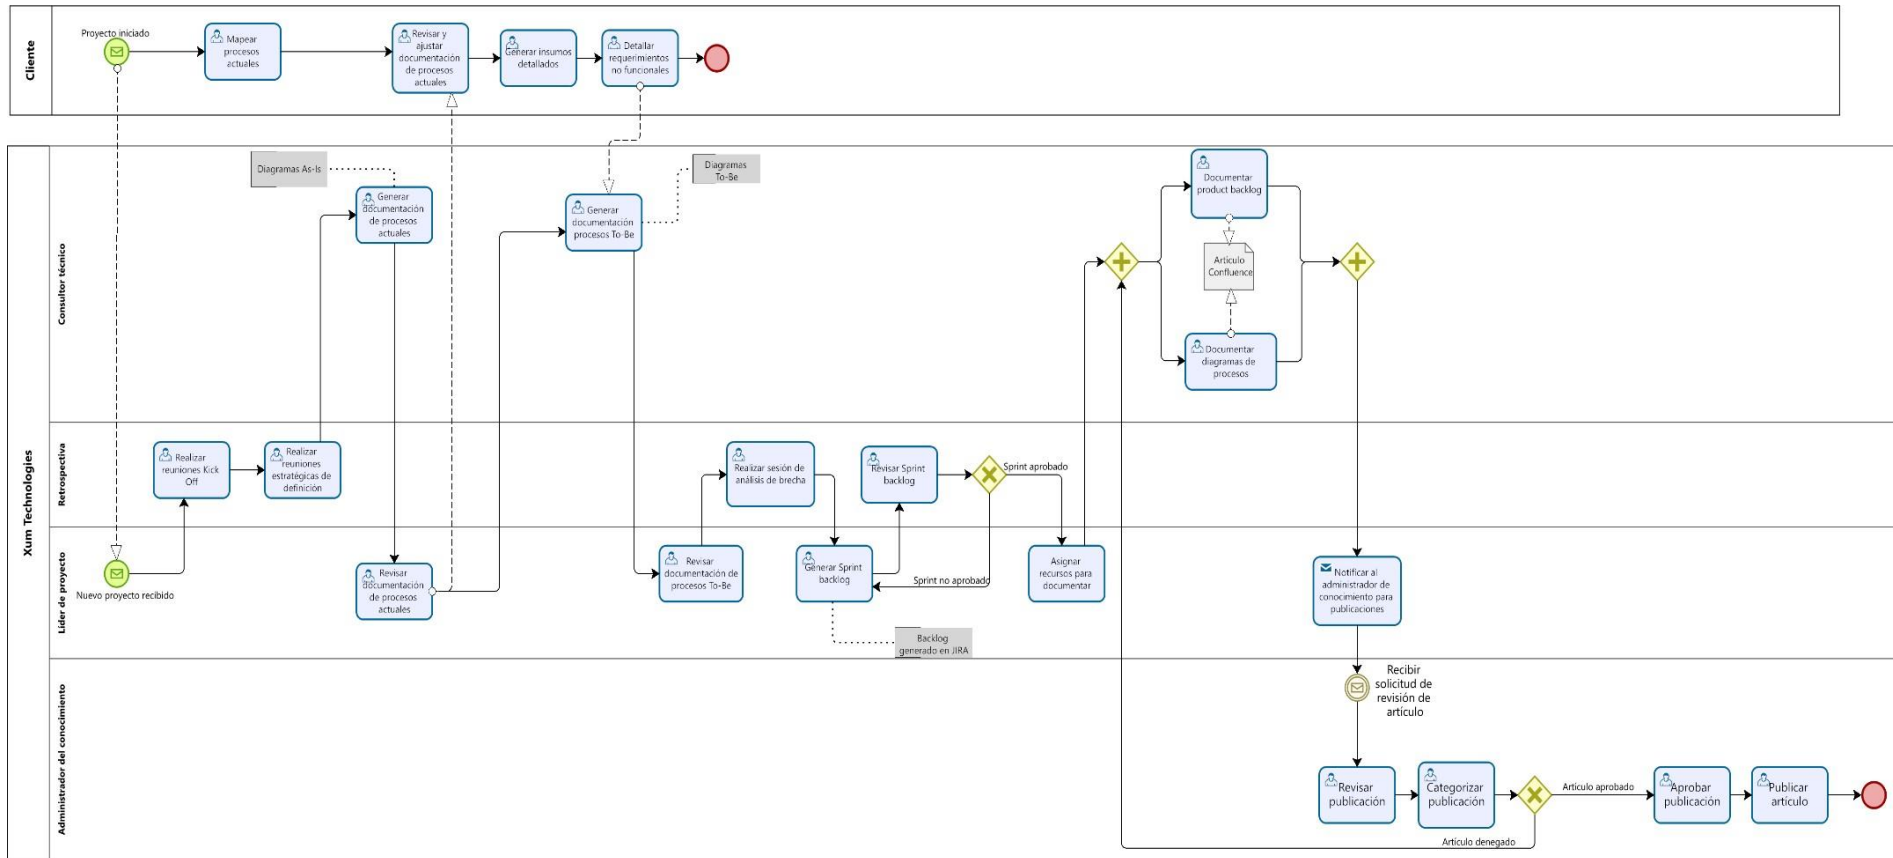 Cliente
Proyecto iniciado
Mapear
procesos
actuales
Revisar y
ajustar
documentación
de procesos
actuales
Generar insumos
detallados
Detallar
requerimientos
no funcionales
Xum Technologies
Consultor técnico
Diagramas As-Is
Generar
documentación
de procesos
actuales
Generar
documentación
procesos To-Be
Diagramas
To-Be
Documentar
product backlog
Articulo
Confluence
Documentar
diagramas de
procesos
Retrospectiva
Realizar
reuniones Kick
Off
Realizar
reuniones
estratégicas de
definición
Realizar sesión de
análisis de brecha
Revisar Sprint
backlog
Sprint aprobado
Líder de proyecto
Nuevo proyecto recibido
Revisar
documentación
de procesos
actuales
Revisar
documentación de
procesos To-Be
Generar Sprint
backlog
Sprint no aprobado
Backlog
generado en JIRA
Asignar
recursos para
documentar
Notificar al
administrador de
conocimiento para
publicaciones
Administrador del conocimiento
Recibir
solicitud de
revisión de
artículo
Revisar
publicación
Categorizar
publicación
Artículo aprobado
Artículo denegado
Aprobar
publicación
Publicar
artículo